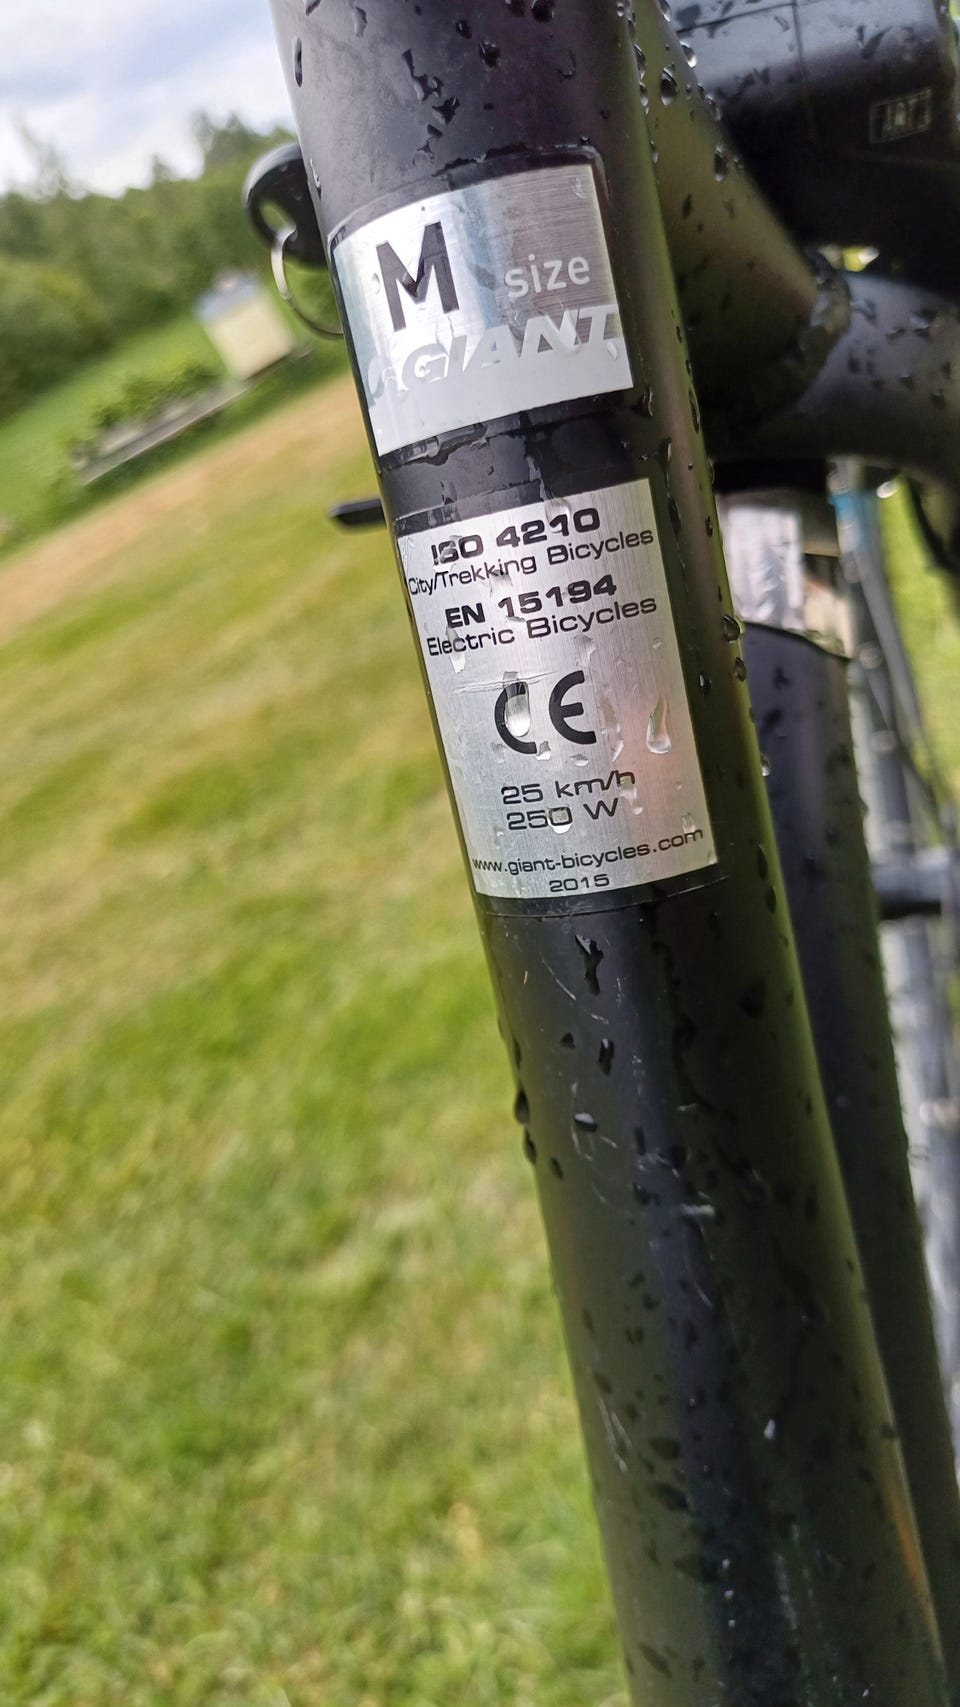 M size
GIANT
ISO 4210
City/Trekking Bicycles
EN 15194
Electric Bicycles
CE
25 km/h
250 W
www.giant-bicycles.com
2015